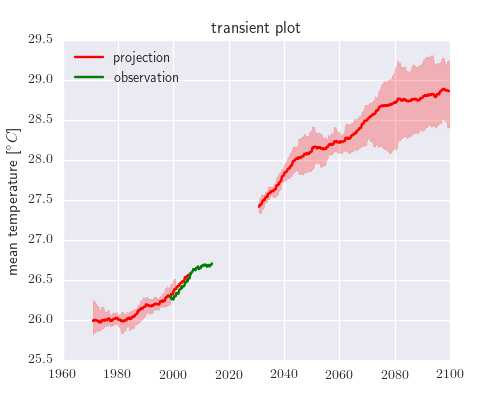 transient plot
29.5
29.0
28.5
28.0
27.5
27.0
26.5
26.0
25.5
mean temperature [°C]
projection
observation
1960 1980 2000 2020 2040 2060 2080 2100